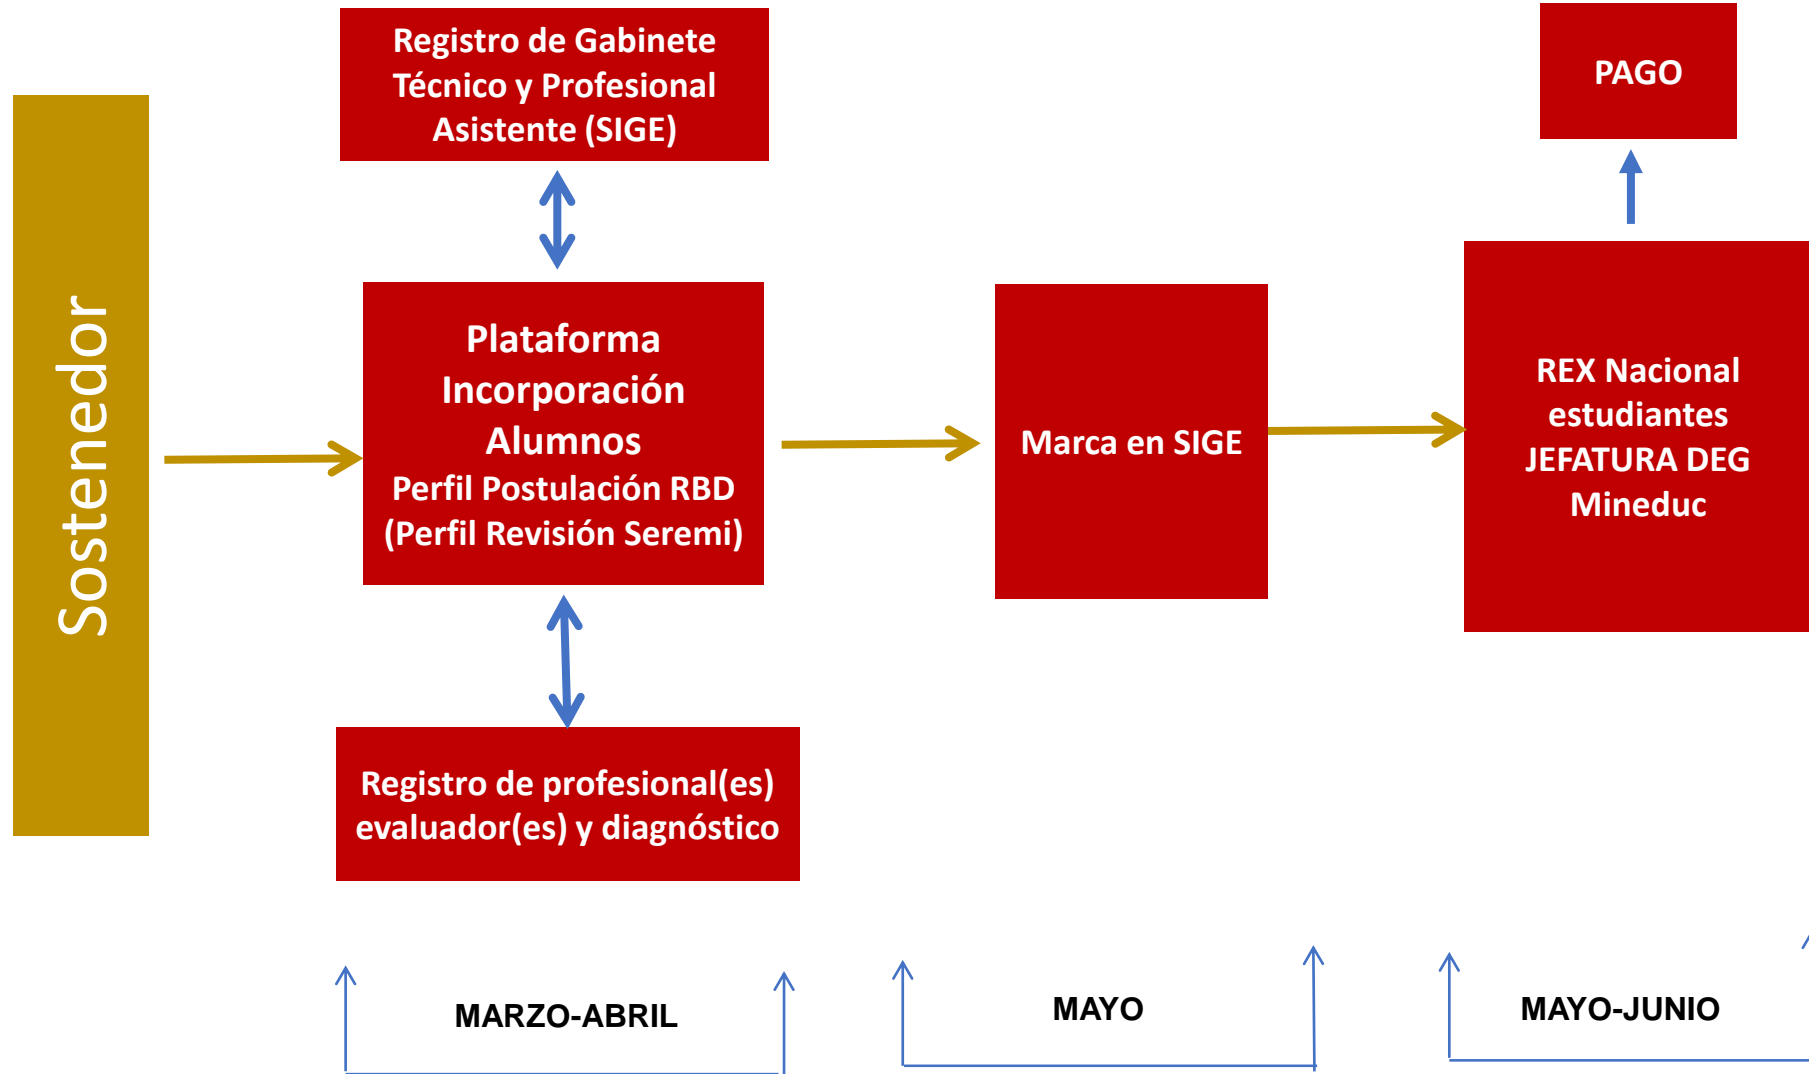 Sostenedor
Registro de Gabinete
Técnico y Profesional
Asistente (SIGE)
Plataforma
Incorporación
Alumnos
Perfil Postulación RBD
(Perfil Revisión Seremi)
Registro de profesional(es)
evaluador(es) y diagnóstico
Marca en SIGE
PAGO
REX Nacional
estudiantes
JEFATURA DEG
Mineduc
MARZO-ABRIL
MAYO
MAYO-JUNIO